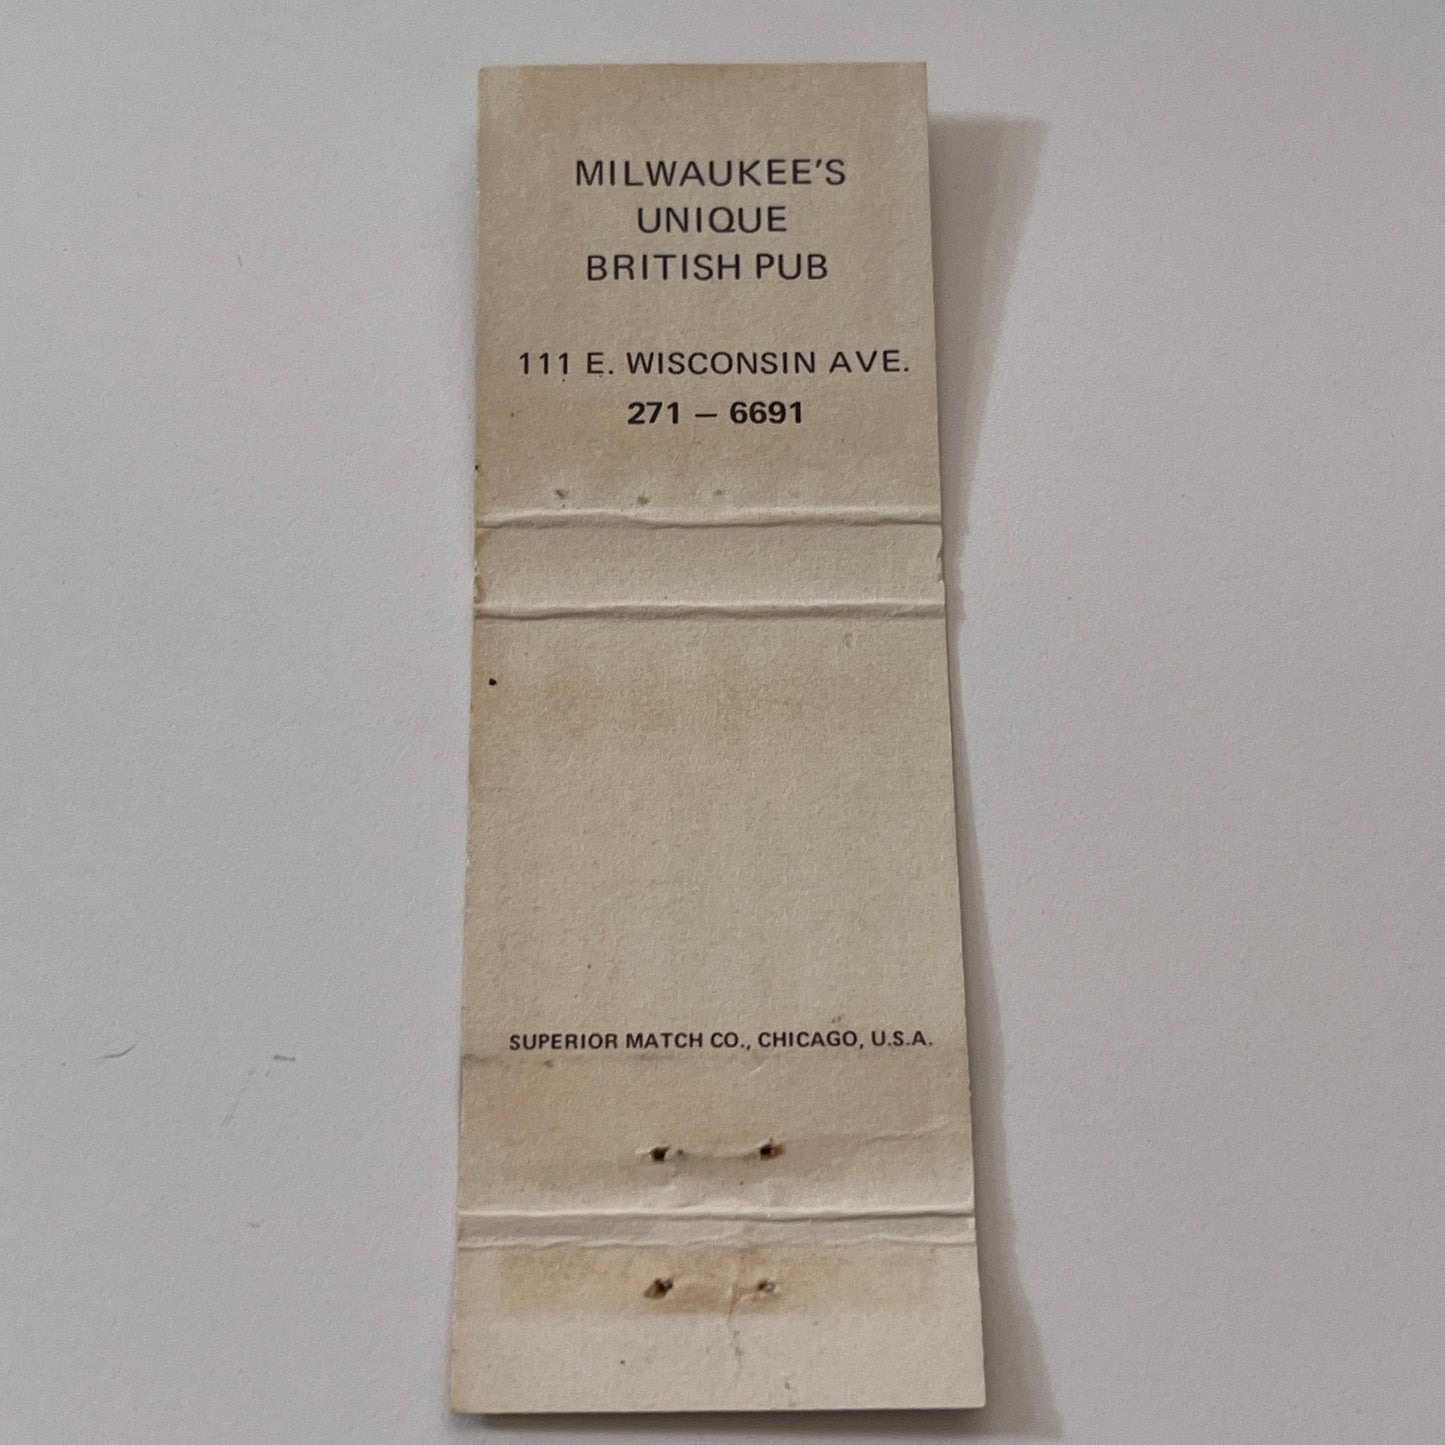 MILWAUKEE'S
UNIQUE
BRITISH PUB
111 E. WISCONSIN AVE.
271 – 6691
SUPERIOR MATCH CO., CHICAGO, U.S.A.